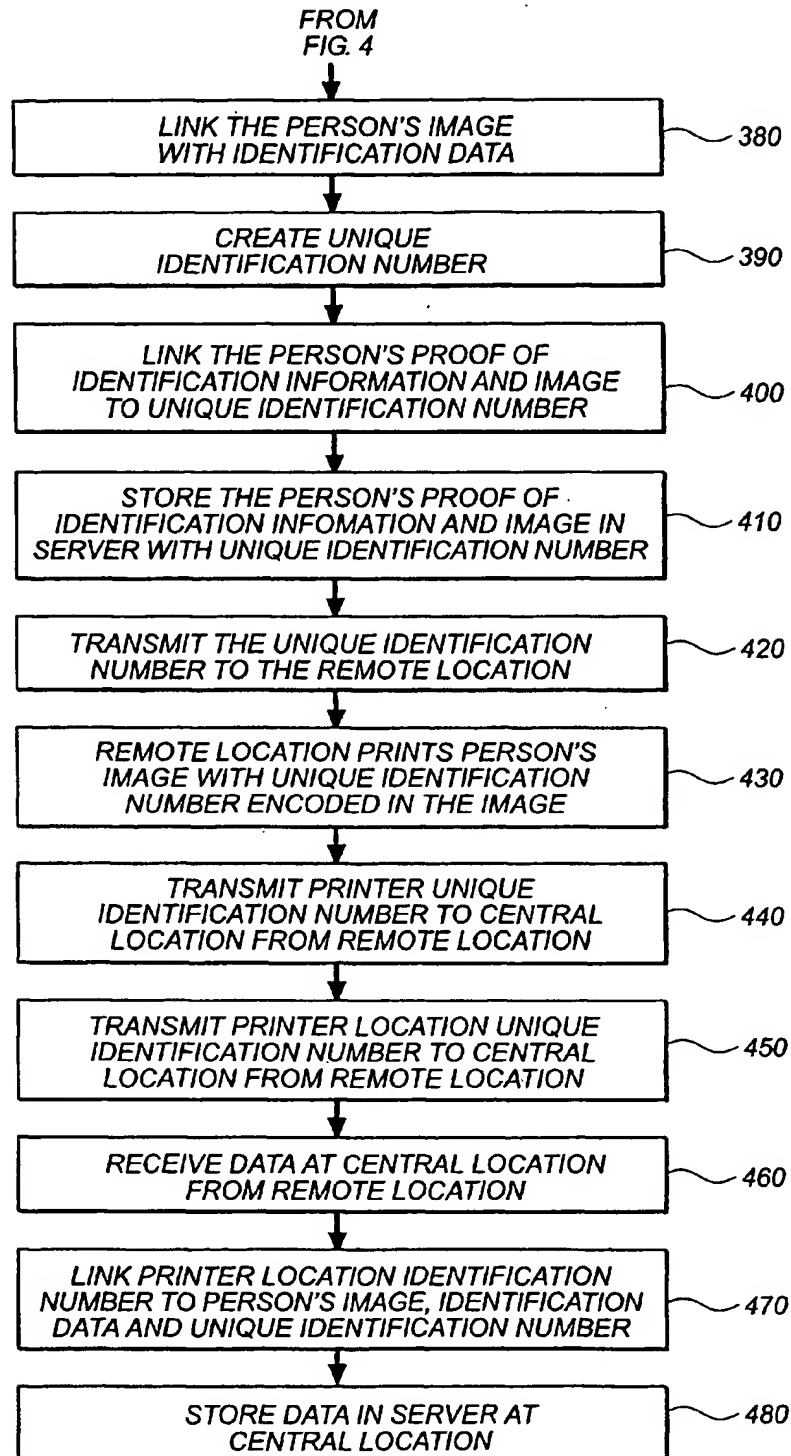 FROM
FIG. 4
LINK THE PERSON'S IMAGE
WITH IDENTIFICATION DATA
380
CREATE UNIQUE
IDENTIFICATION NUMBER
390
LINK THE PERSON'S PROOF OF
IDENTIFICATION INFORMATION AND IMAGE
TO UNIQUE IDENTIFICATION NUMBER
400
STORE THE PERSON'S PROOF OF
IDENTIFICATION INFOMATION AND IMAGE IN
SERVER WITH UNIQUE IDENTIFICATION NUMBER
410
TRANSMIT THE UNIQUE IDENTIFICATION
NUMBER TO THE REMOTE LOCATION
420
REMOTE LOCATION PRINTS PERSON'S
IMAGE WITH UNIQUE IDENTIFICATION
NUMBER ENCODED IN THE IMAGE
430
TRANSMIT PRINTER UNIQUE
IDENTIFICATION NUMBER TO CENTRAL
LOCATION FROM REMOTE LOCATION
440
TRANSMIT PRINTER LOCATION UNIQUE
IDENTIFICATION NUMBER TO CENTRAL
LOCATION FROM REMOTE LOCATION
450
RECEIVE DATA AT CENTRAL LOCATION
FROM REMOTE LOCATION
460
LINK PRINTER LOCATION IDENTIFICATION
NUMBER TO PERSON'S IMAGE, IDENTIFICATION
DATA AND UNIQUE IDENTIFICATION NUMBER
470
STORE DATA IN SERVER AT
CENTRAL LOCATION
480